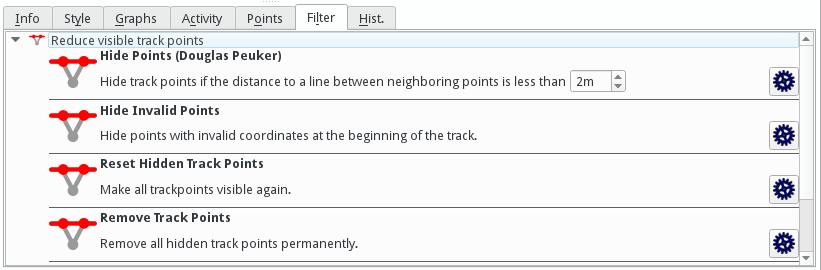 Info Style Graphs Activity Points Filter Hist.
Reduce visible track points
Hide Points (Douglas Peuker)
Hide track points if the distance to a line between neighboring points is less than 2m
Hide Invalid Points
Hide points with invalid coordinates at the beginning of the track.
Reset Hidden Track Points
Make all trackpoints visible again.
Remove Track Points
Remove all hidden track points permanently.